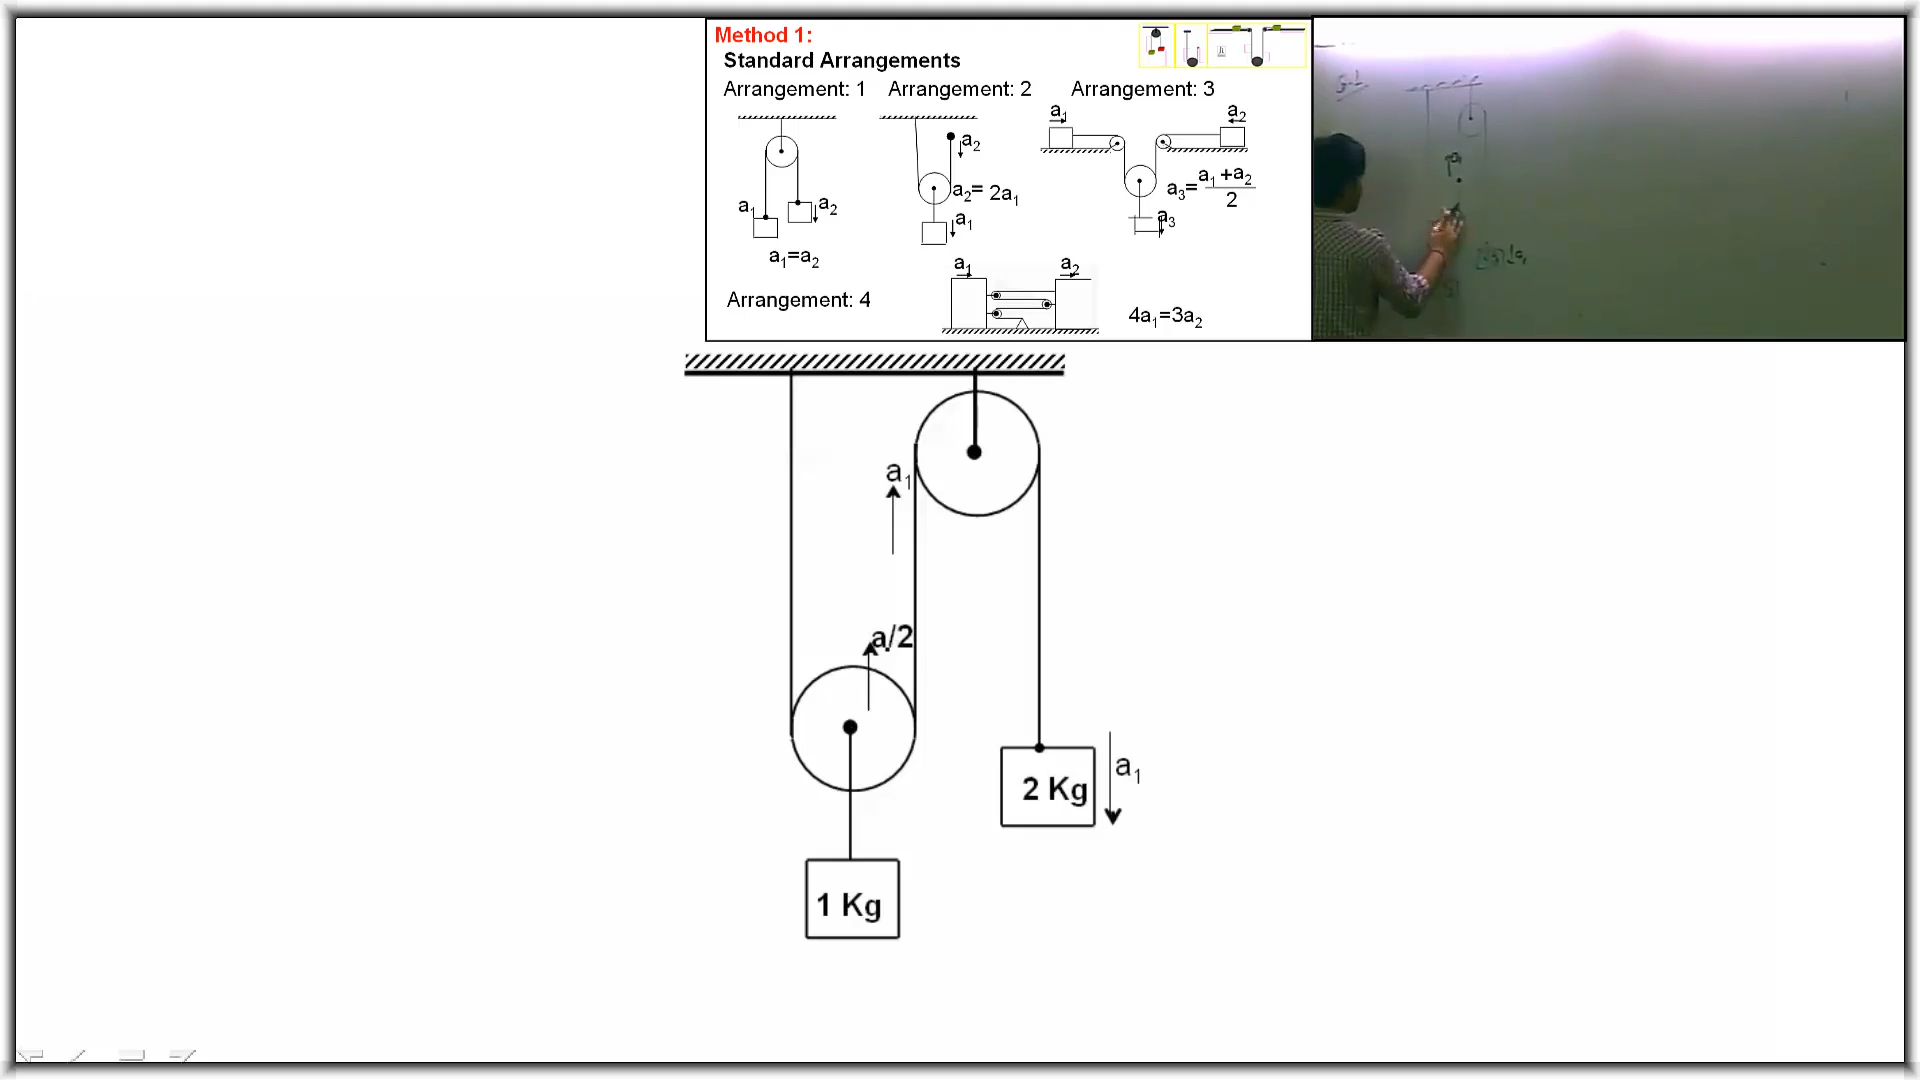 Method 1:
Standard Arrangements
Arrangement: 1
Arrangement: 2
Arrangement: 3
a₁
a₂
a₁=a₂
a₂
a₂= 2a₁
a₁
a₁
a₂
a₃= a₁+a₂/2
a₃
Arrangement: 4
a₁
a₂
4a₁=3a₂
a₁
a/2
2 Kg
a₁
1 Kg